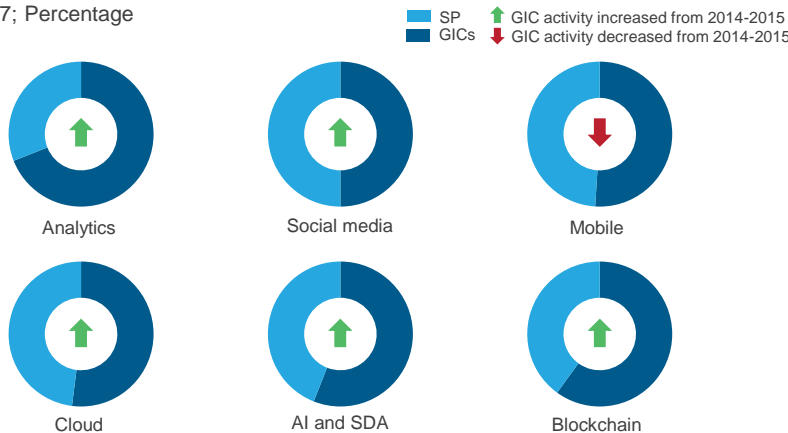 7; Percentage
SP
GIC activity increased from 2014-2015
GICs
GIC activity decreased from 2014-2015
Analytics
Social media
Mobile
Cloud
AI and SDA
Blockchain